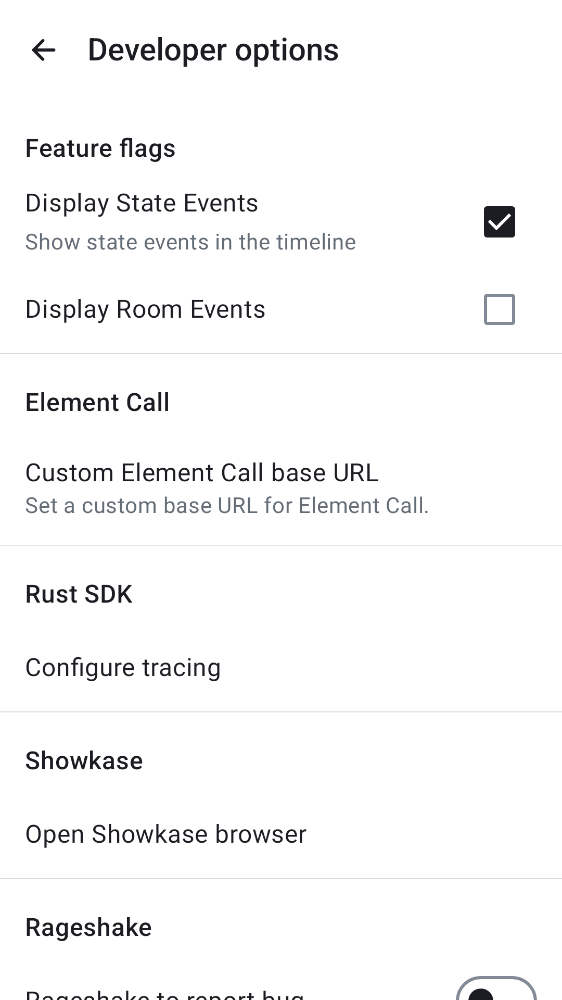 Developer options
Feature flags
Display State Events
Show state events in the timeline
Display Room Events
Element Call
Custom Element Call base URL
Set a custom base URL for Element Call.
Rust SDK
Configure tracing
Showkase
Open Showkase browser
Rageshake
Rageshake to report bug